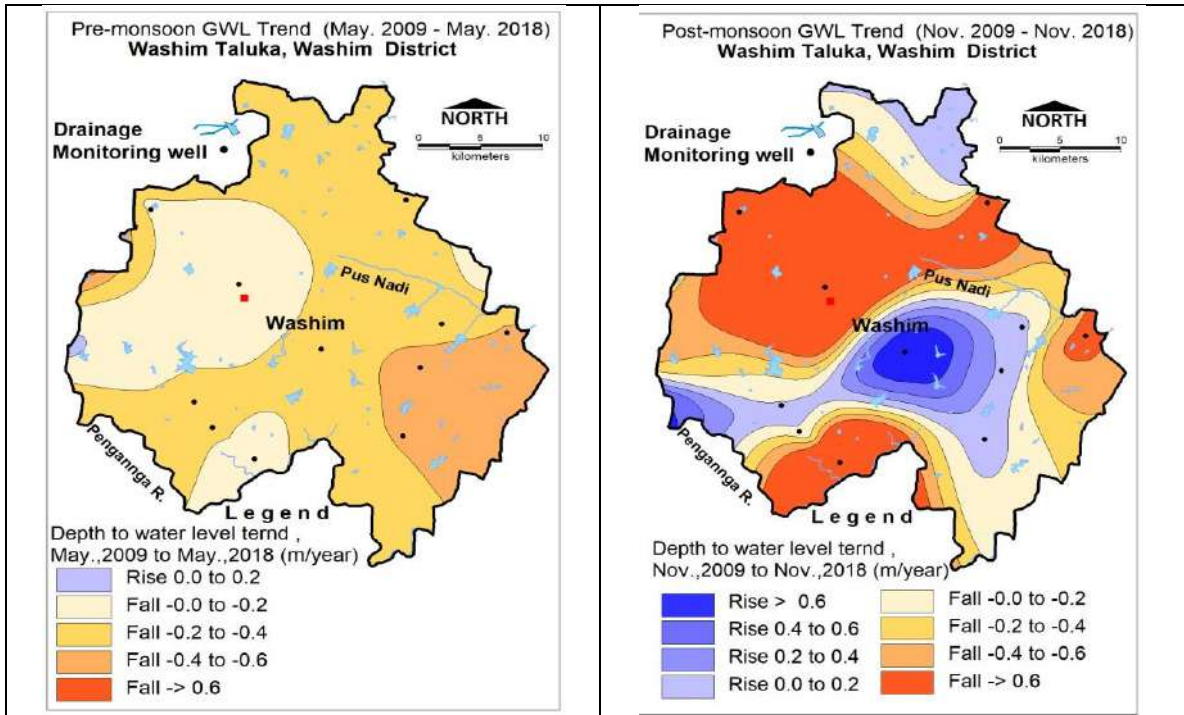 Pre-monsoon GWL Trend (May. 2009 - May. 2018)
Washim Taluka, Washim District
NORTH
Drainage
Monitoring well
0 5 10
kilometers
Pus Nadi
Washim
Pengannga R.
Legend
Depth to water level ternd ,
May.,2009 to May.,2018 (m/year)
Rise 0.0 to 0.2
Fall -0.0 to -0.2
Fall -0.2 to -0.4
Fall -0.4 to -0.6
Fall -> 0.6
Post-monsoon GWL Trend (Nov. 2009 - Nov. 2018)
Washim Taluka, Washim District
NORTH
Drainage
Monitoring well
0 5 10
kilometers
Pus Nadi
Washim
Pengannga R.
Legend
Depth to water level ternd ,
Nov.,2009 to Nov.,2018 (m/year)
Rise > 0.6
Rise 0.4 to 0.6
Rise 0.2 to 0.4
Rise 0.0 to 0.2
Fall -0.0 to -0.2
Fall -0.2 to -0.4
Fall -0.4 to -0.6
Fall -> 0.6